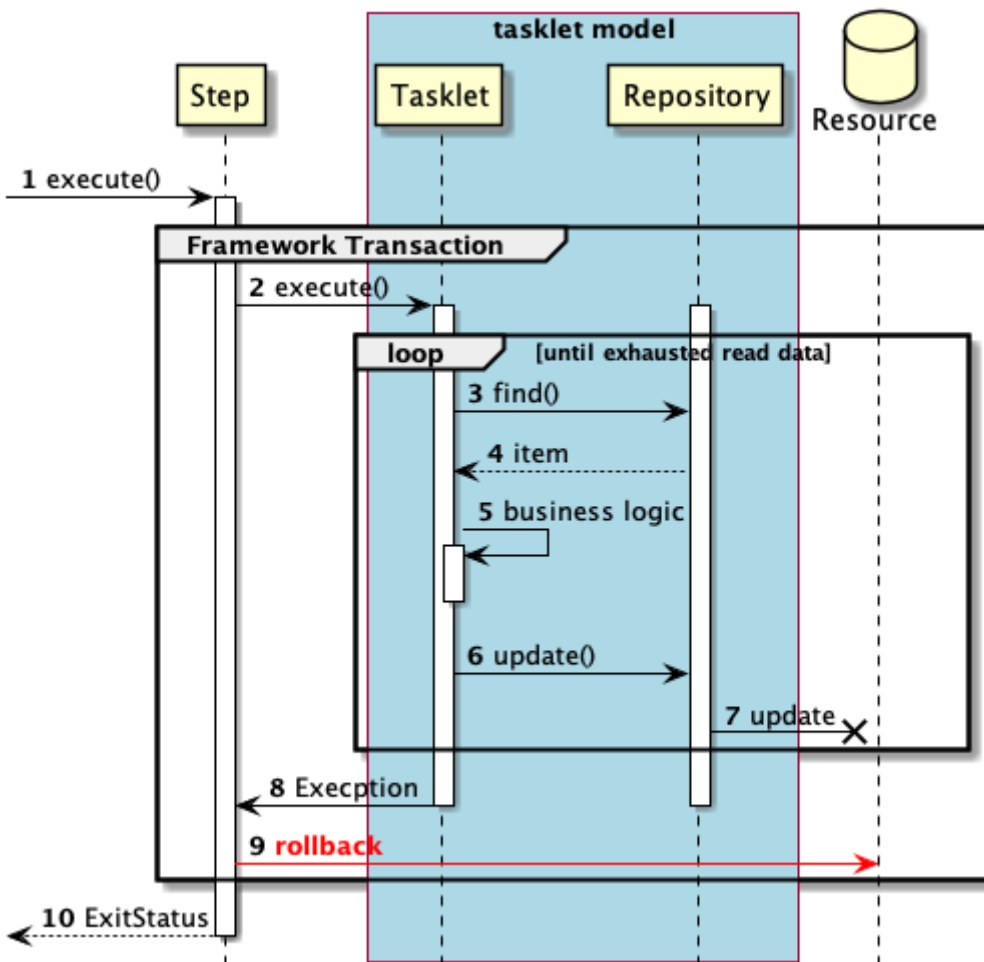 tasklet model
Step
Tasklet
Repository
Resource
1 execute()
Framework Transaction
2 execute()
loop [until exhausted read data]
3 find()
4 item
5 business logic
6 update()
7 update
8 Execption
9 rollback
10 ExitStatus